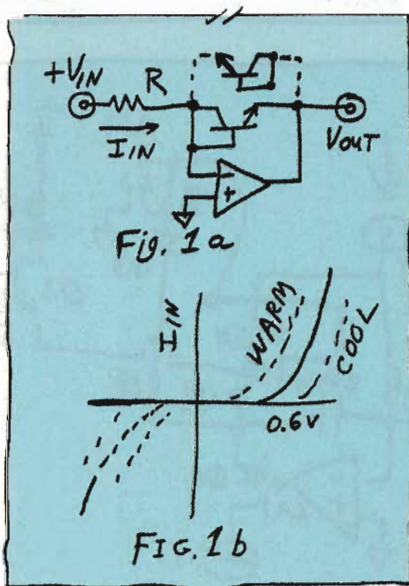 +VIN
R
IIN
VOUT
−
+
Fig. 1a
IIN
WARM
COOL
0.6V
FIG. 1b